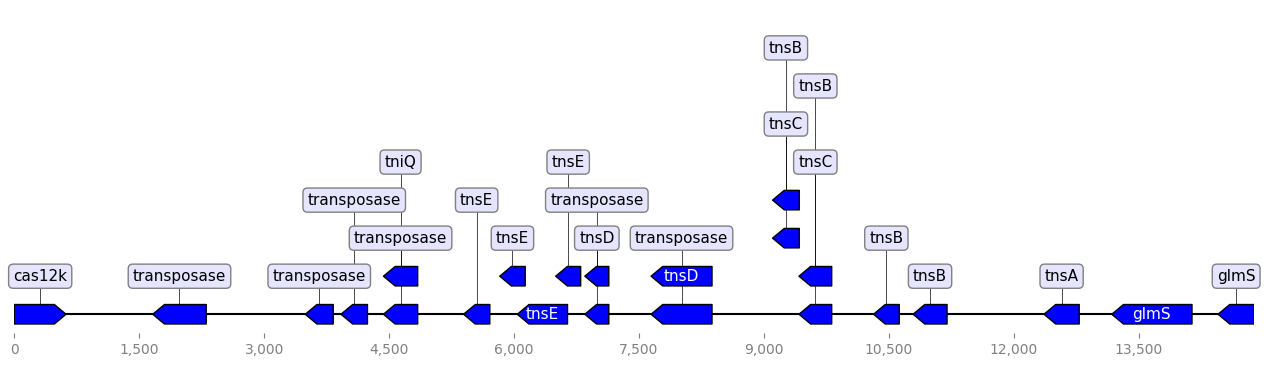 tnsB
tnsB
tnsC
tniQ tnsE tnsC
transposase tnsE transposase
transposase tnsE tnsD transposase tnsB
cas12k transposase transposase tnsD tnsB tnsA glmS
tnsE glmS
0 1,500 3,000 4,500 6,000 7,500 9,000 10,500 12,000 13,500